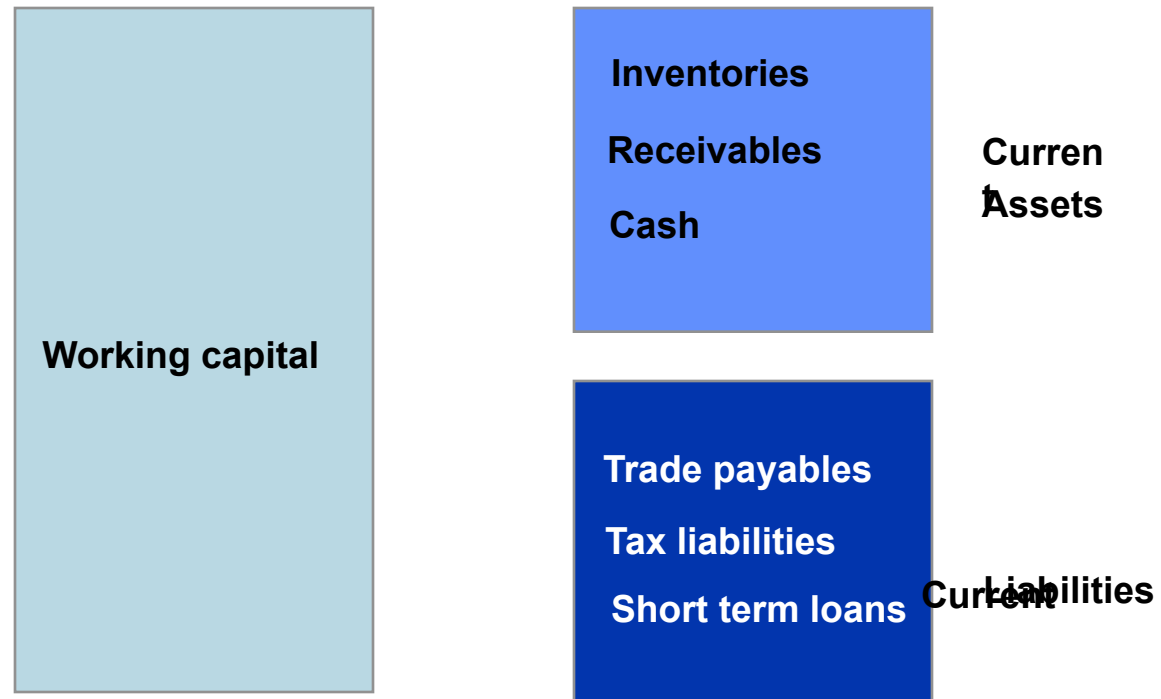 Working capital
Inventories
Receivables
Cash
Curren
t
Assets
Trade payables
Tax liabilities
Short term loans
Current
Liabilities